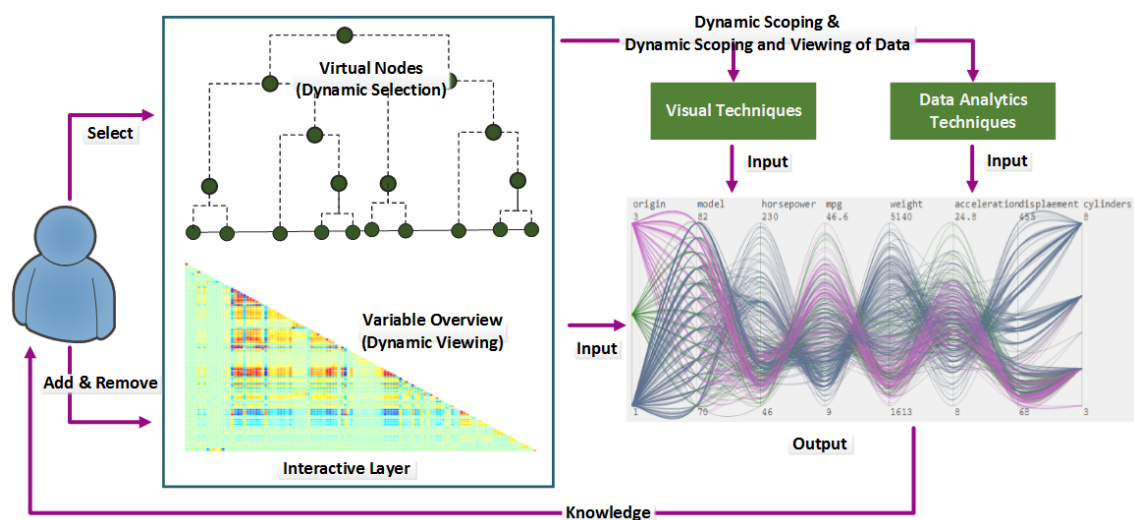 Dynamic Scoping &
Dynamic Scoping and Viewing of Data
Virtual Nodes
(Dynamic Selection)
Select
Visual Techniques
Data Analytics
Techniques
Input
Input
origin model horsepower mpg weight accelerationdisplaement cylinders
3 82 230 46.6 5140 24.8 455 8
Variable Overview
(Dynamic Viewing)
Input
Add & Remove
1 70 46 9 1613 8 68 3
Interactive Layer
Output
Knowledge